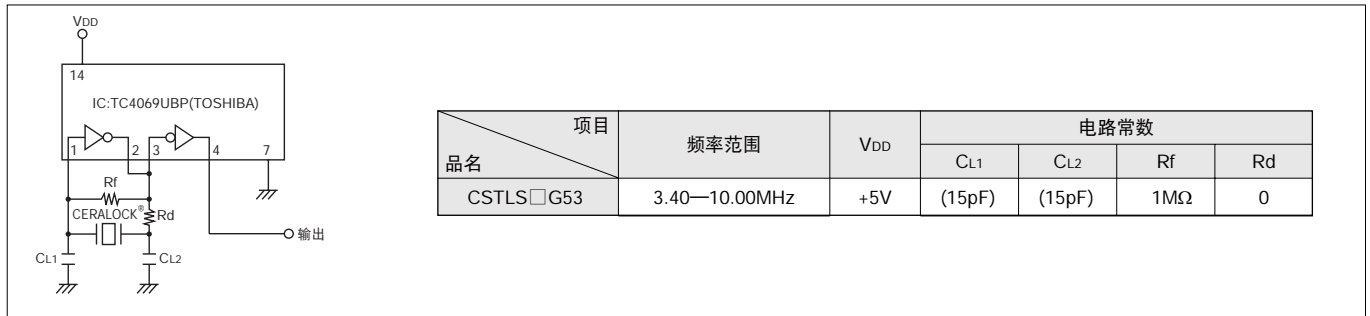 VDD
14
IC:TC4069UBP(TOSHIBA)
1 2 3 4 7
Rf
CERALOCK® Rd
输出
CL1 CL2
项目
品名
频率范围
VDD
电路常数
CL1 CL2 Rf Rd
CSTLS□G53 3.40—10.00MHz +5V (15pF) (15pF) 1MΩ 0